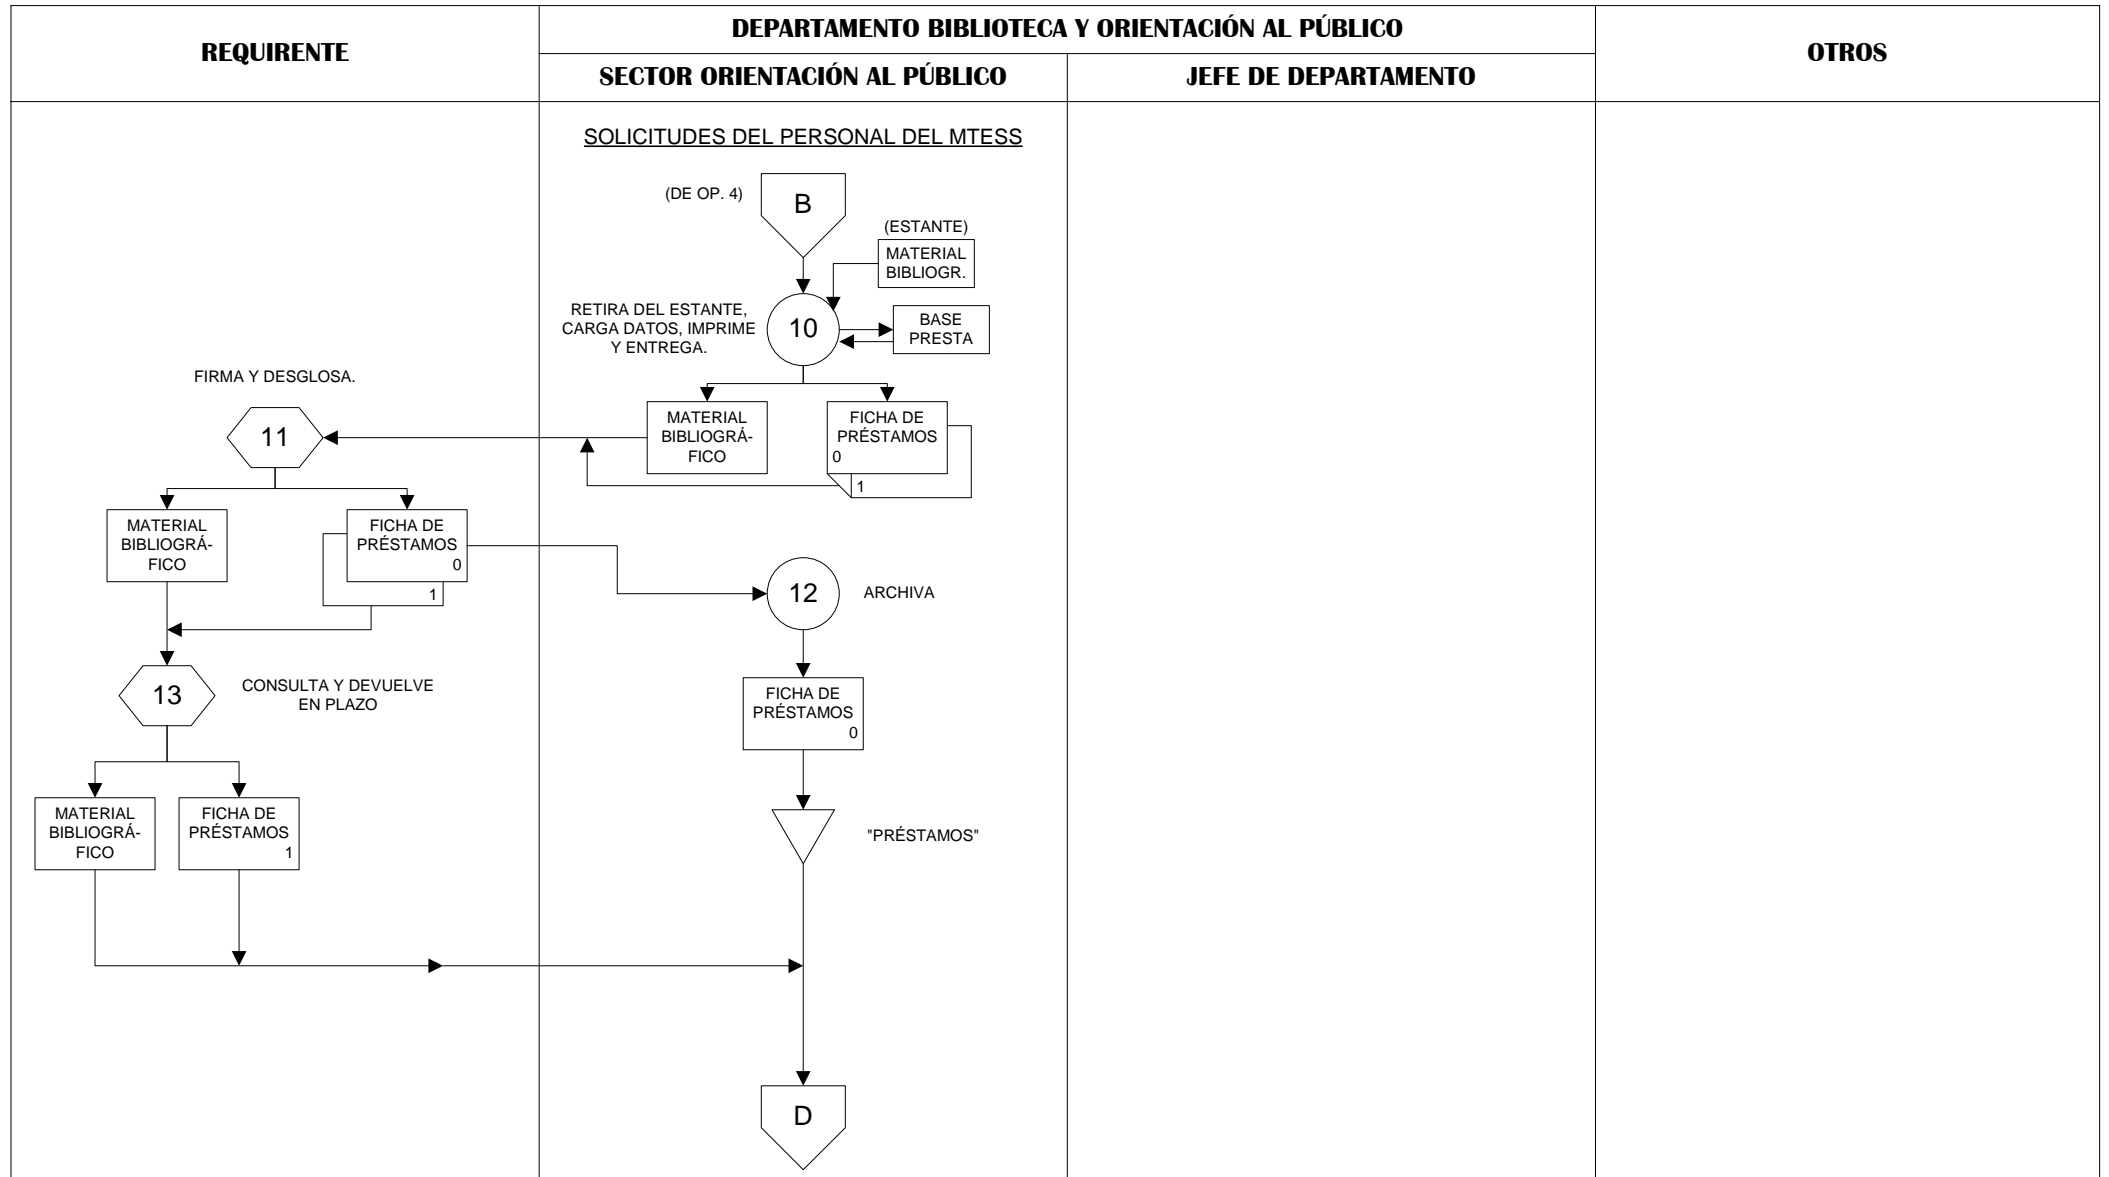 REQUIRENTE
DEPARTAMENTO BIBLIOTECA Y ORIENTACIÓN AL PÚBLICO
SECTOR ORIENTACIÓN AL PÚBLICO
JEFE DE DEPARTAMENTO
OTROS
SOLICITUDES DEL PERSONAL DEL MTESS
(DE OP. 4)
B
(ESTANTE)
MATERIAL
BIBLIOGR.
RETIRA DEL ESTANTE,
CARGA DATOS, IMPRIME
Y ENTREGA.
10
BASE
PRESTA
FIRMA Y DESGLOSA.
11
MATERIAL
BIBLIOGRÁ-
FICO
FICHA DE
PRÉSTAMOS
0
1
MATERIAL
BIBLIOGRÁ-
FICO
FICHA DE
PRÉSTAMOS
0
1
12
ARCHIVA
13
CONSULTA Y DEVUELVE
EN PLAZO
FICHA DE
PRÉSTAMOS
0
MATERIAL
BIBLIOGRÁ-
FICO
FICHA DE
PRÉSTAMOS
1
"PRÉSTAMOS"
D